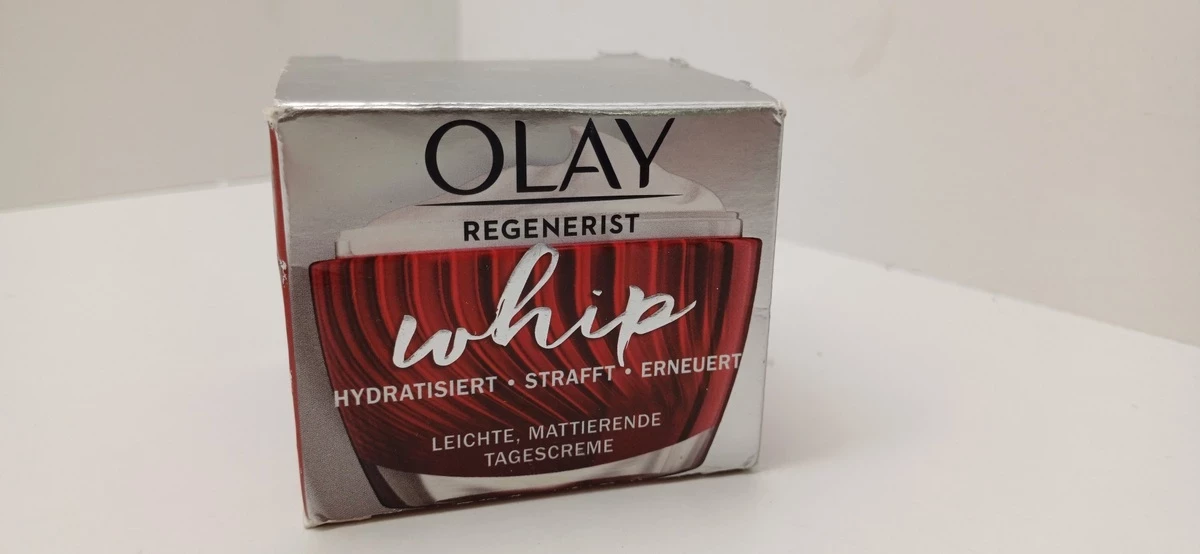 OLAY
REGENERIST
whip
HYDRATISIERT • STRAFFT • ERNEUERT
LEICHTE, MATTIERENDE
TAGESCREME